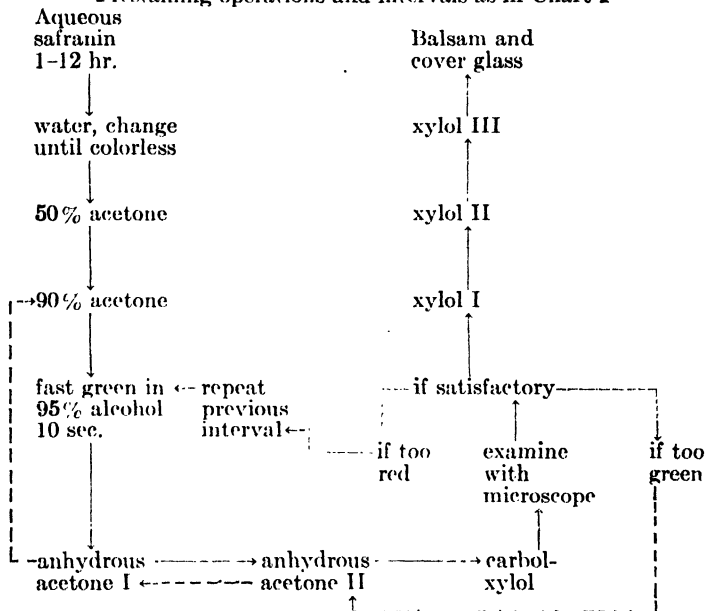 Aqueous
safranin
1–12 hr.
water, change
until colorless
50% acetone
90% acetone
fast green in
95% alcohol
10 sec.
repeat
previous
interval
anhydrous
acetone I
anhydrous
acetone II
carbol-
xylol
examine
with
microscope
if too
red
if satisfactory
if too
green
xylol I
xylol II
xylol III
Balsam and
cover glass